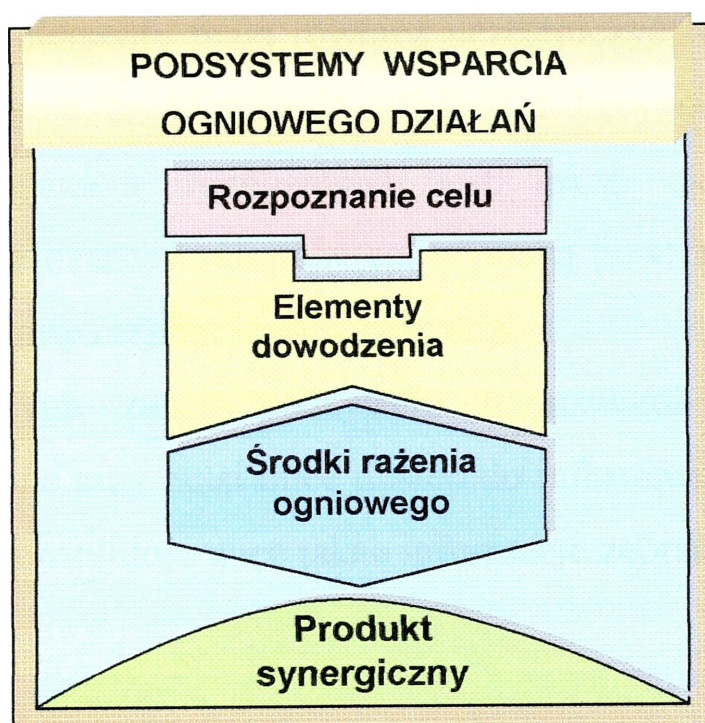 PODSYSTEMY WSPARCIA
OGNIOWEGO DZIAŁAŃ
Rozpoznanie celu
Elementy
dowodzenia
Środki rażenia
ogniowego
Produkt
synergiczny